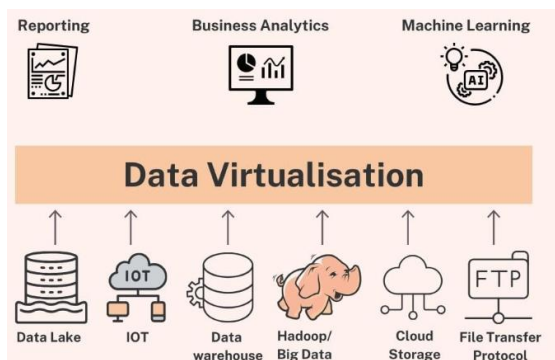 Reporting
Business Analytics
Machine Learning
AI
Data Virtualisation
IOT
FTP
Data Lake
IOT
Data
warehouse
Hadoop/
Big Data
Cloud
Storage
File Transfer
Protocol